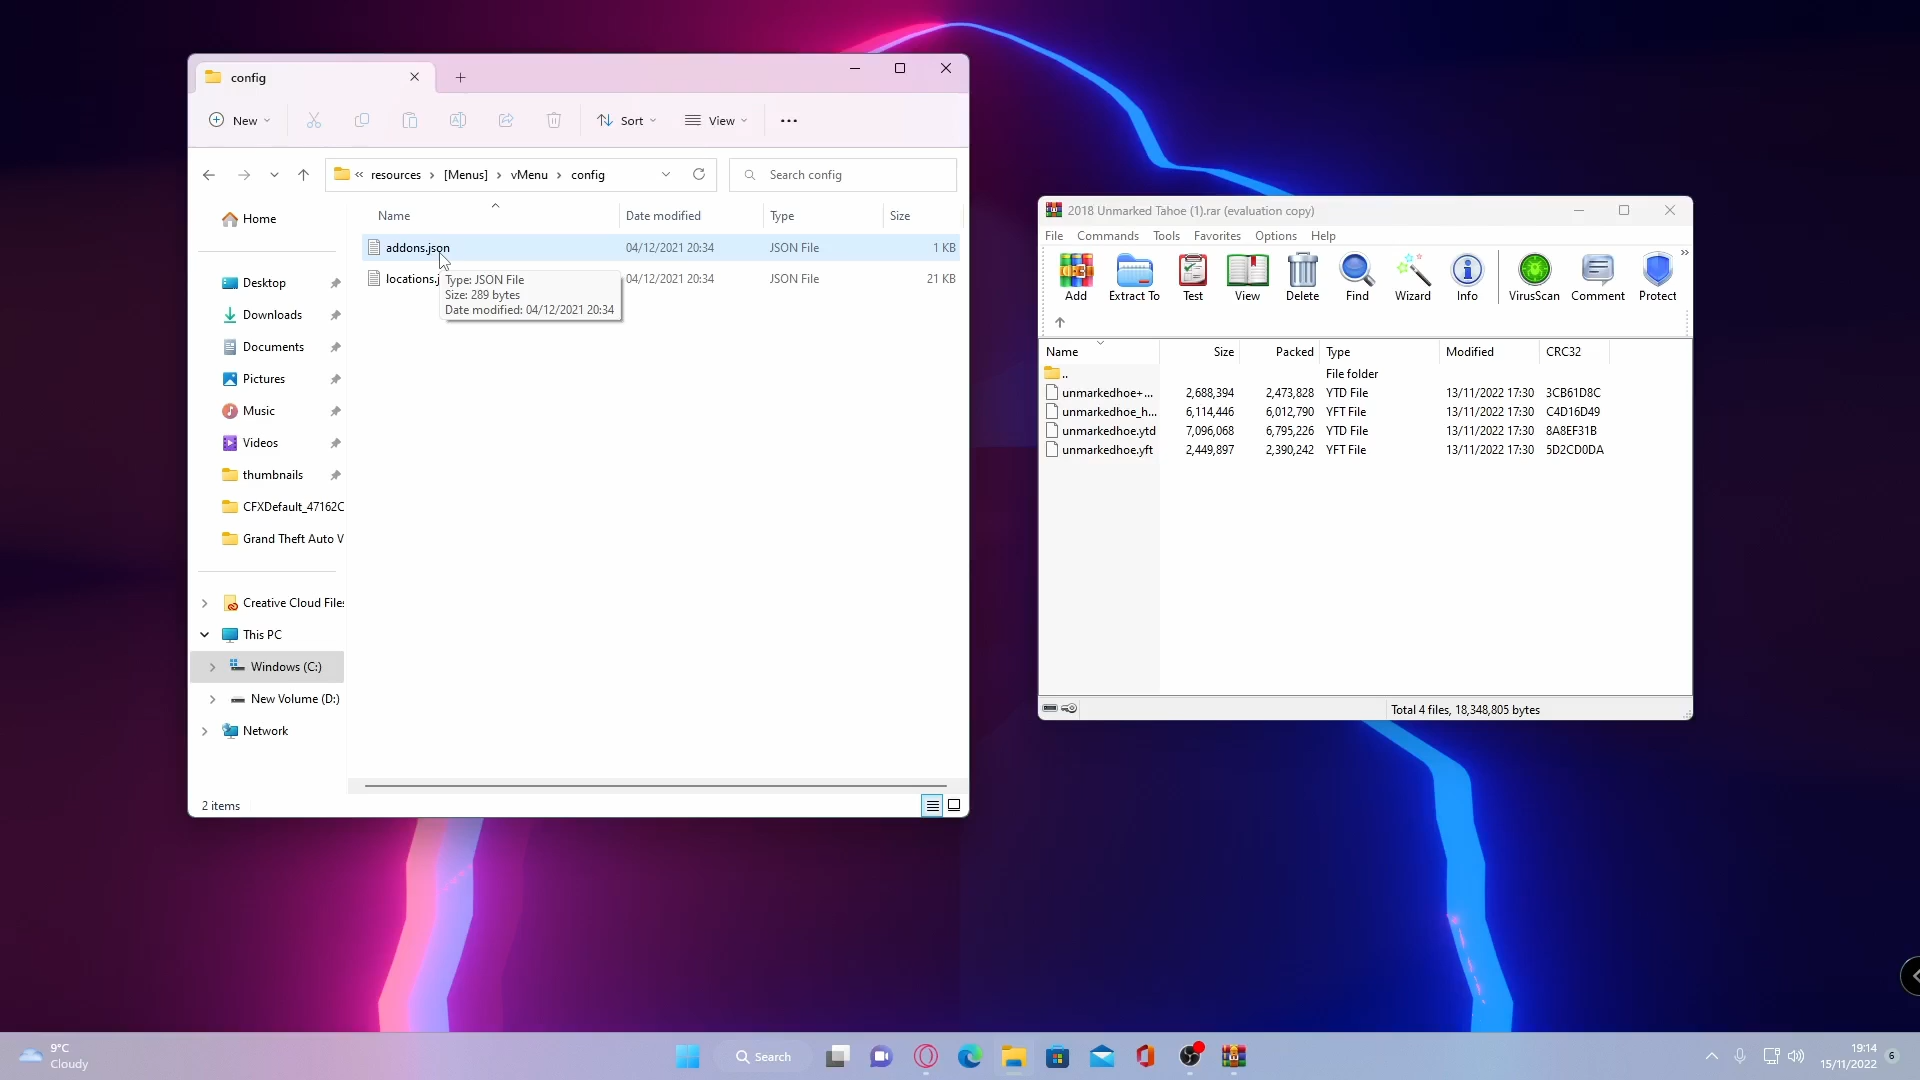 config
New
Sort
View
resources
[Menus]
vMenu
config
Search config
Home
Desktop
Downloads
Documents
Pictures
Music
Videos
thumbnails
CFXDefault_47162C
Grand Theft Auto V
Creative Cloud Files
This PC
Windows (C:)
New Volume (D:)
Network
Name Date modified Type Size
addons.json 04/12/2021 20:34 JSON File 1 KB
locations.j 04/12/2021 20:34 JSON File 21 KB
Type: JSON File
Size: 289 bytes
Date modified: 04/12/2021 20:34
2 items
2018 Unmarked Tahoe (1).rar (evaluation copy)
File Commands Tools Favorites Options Help
Add Extract To Test View Delete Find Wizard Info VirusScan Comment Protect
Name Size Packed Type Modified CRC32
.. File folder
unmarkedhoe+... 2,688,394 2,473,828 YTD File 13/11/2022 17:30 3CB61D8C
unmarkedhoe_h... 6,114,446 6,012,790 YFT File 13/11/2022 17:30 C4D16D49
unmarkedhoe.ytd 7,096,068 6,795,226 YTD File 13/11/2022 17:30 8A8EF31B
unmarkedhoe.yft 2,449,897 2,390,242 YFT File 13/11/2022 17:30 5D2CD0DA
Total 4 files, 18,348,805 bytes
9°C
Cloudy
Search
19:14
15/11/2022
6